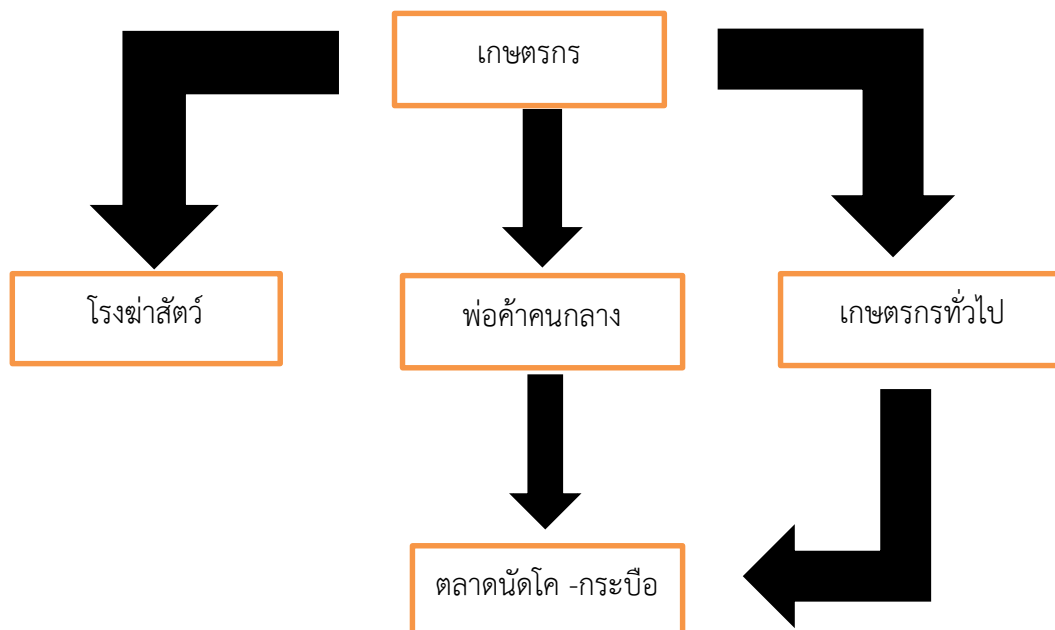 เกษตรกร
โรงฆ่าสัตว์
พ่อค้าคนกลาง
เกษตรกรทั่วไป
ตลาดนัดโค -กระบือ